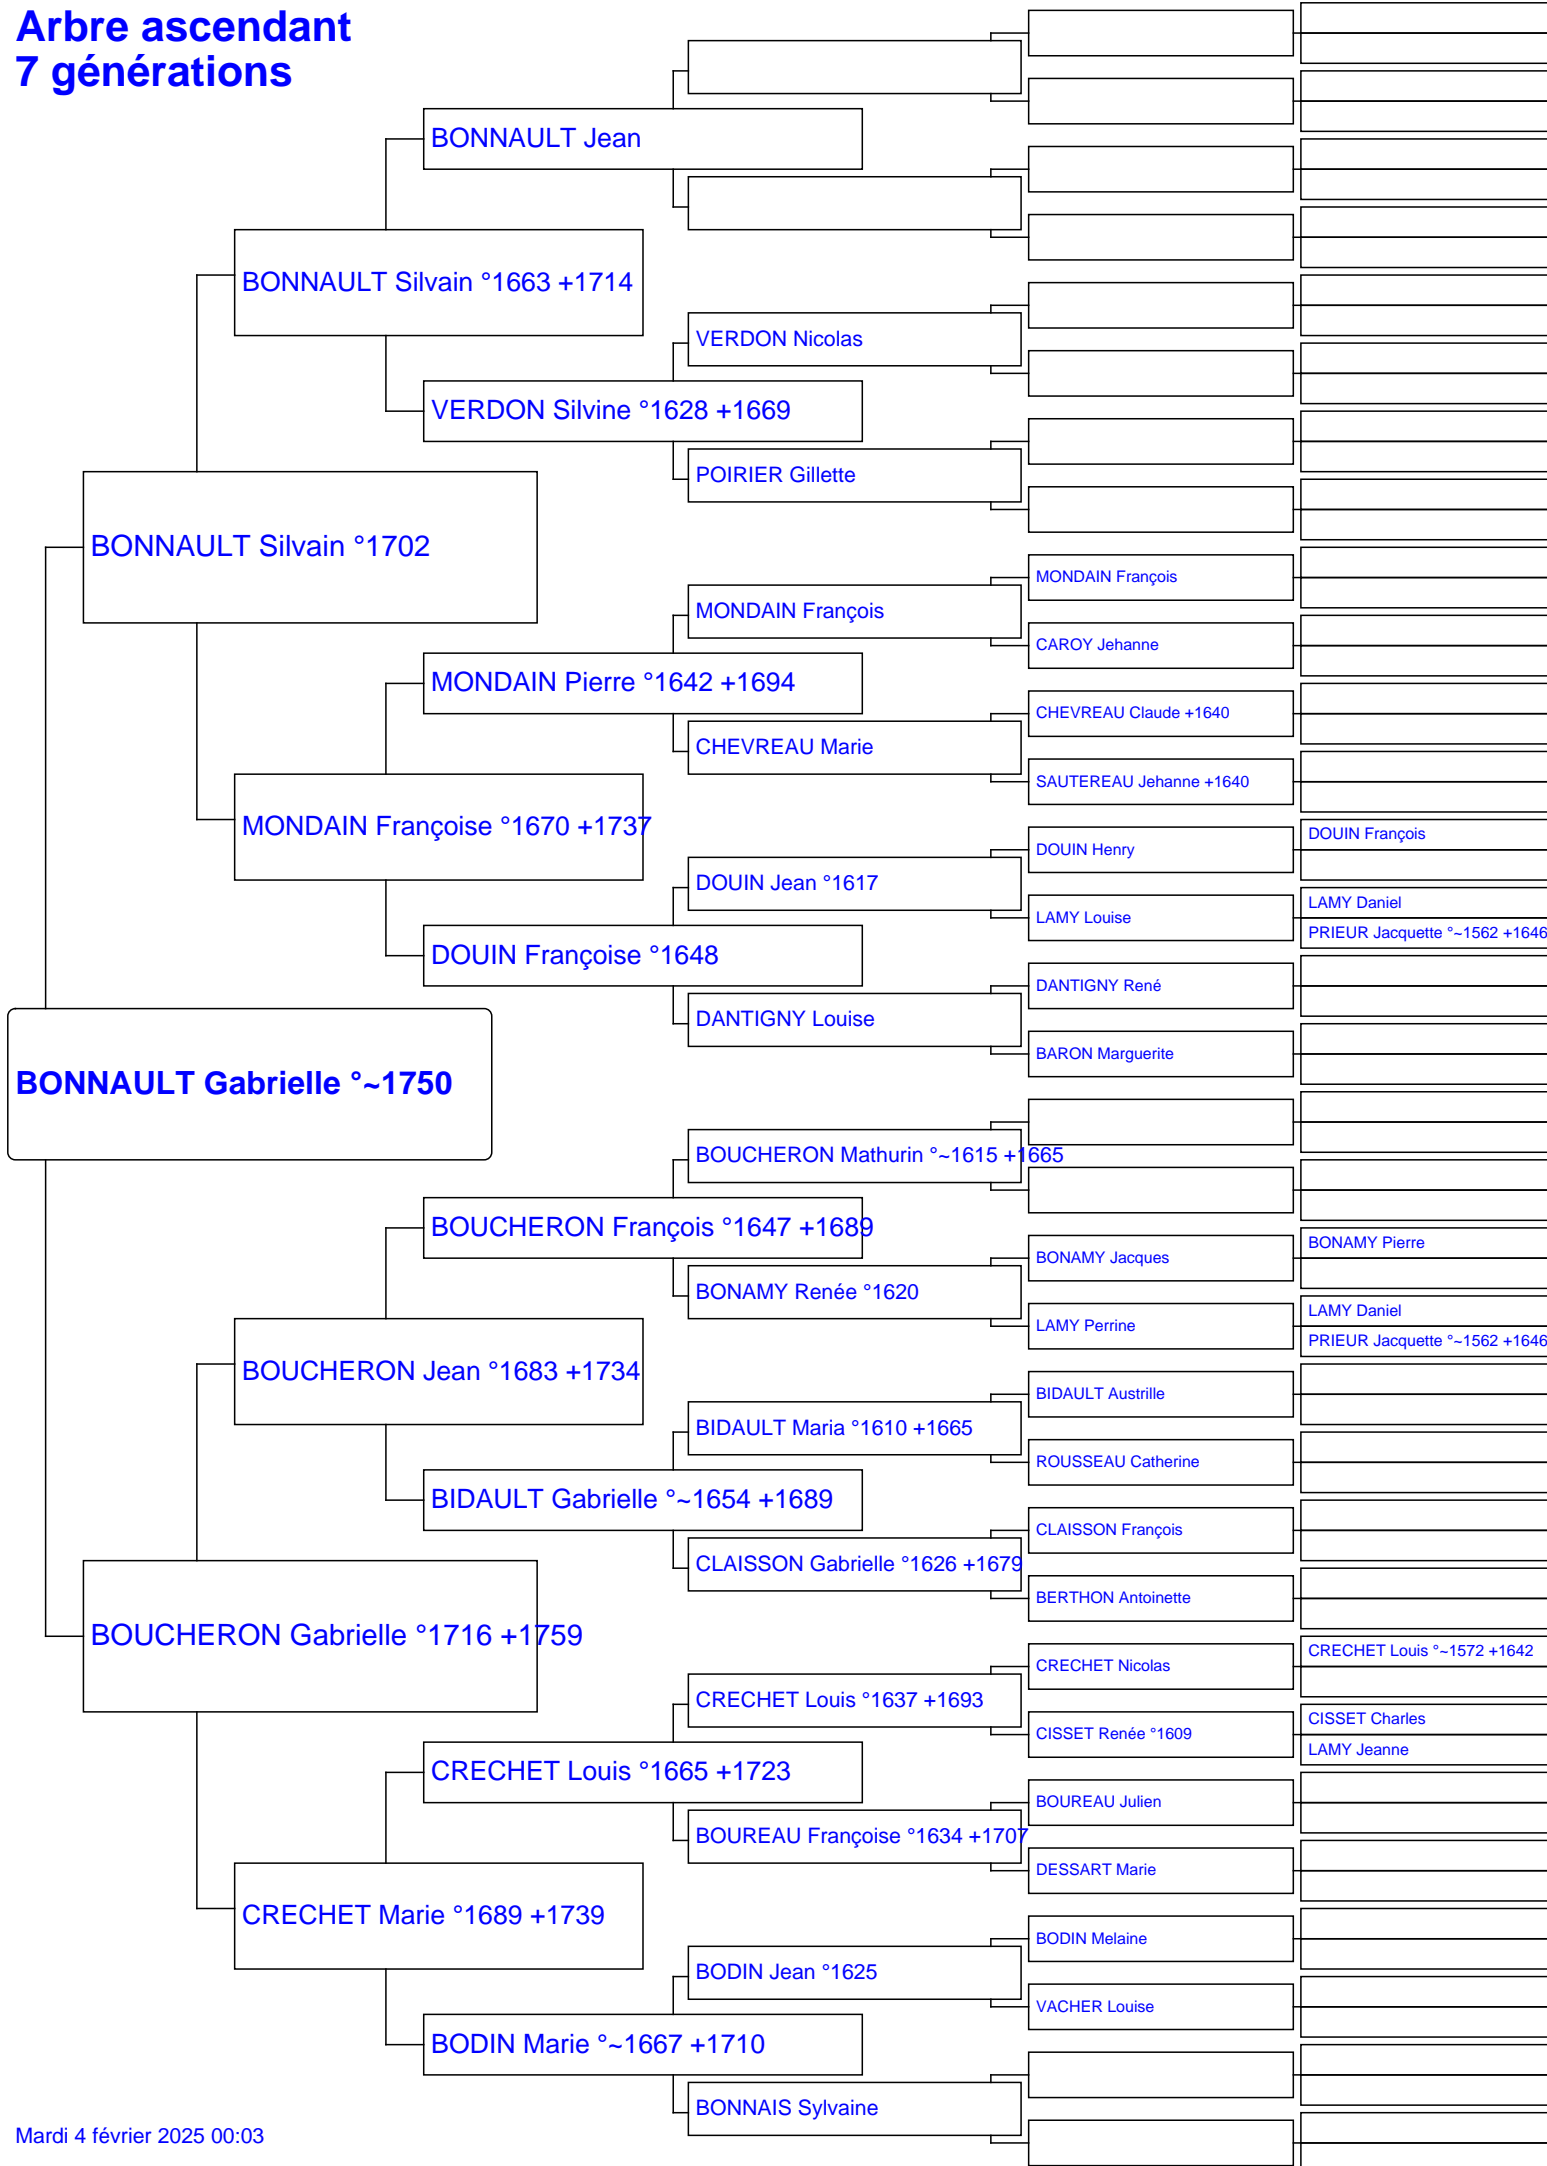 Arbre ascendant
7 générations
BONNAULT Jean
BONNAULT Silvain °1663 +1714
VERDON Nicolas
VERDON Silvine °1628 +1669
POIRIER Gillette
BONNAULT Silvain °1702
MONDAIN François
MONDAIN François
CAROY Jehanne
MONDAIN Pierre °1642 +1694
CHEVREAU Claude +1640
CHEVREAU Marie
SAUTEREAU Jehanne +1640
MONDAIN Françoise °1670 +1737
DOUIN François
DOUIN Henry
DOUIN Jean °1617
LAMY Daniel
LAMY Louise
PRIEUR Jacquette °~1562 +1646
DOUIN Françoise °1648
DANTIGNY René
DANTIGNY Louise
BARON Marguerite
BONNAULT Gabrielle °~1750
BOUCHERON Mathurin °~1615 +1665
BOUCHERON François °1647 +1689
BONAMY Pierre
BONAMY Jacques
BONAMY Renée °1620
LAMY Daniel
LAMY Perrine
PRIEUR Jacquette °~1562 +1646
BOUCHERON Jean °1683 +1734
BIDAULT Austrille
BIDAULT Maria °1610 +1665
ROUSSEAU Catherine
BIDAULT Gabrielle °~1654 +1689
CLAISSON François
CLAISSON Gabrielle °1626 +1679
BERTHON Antoinette
BOUCHERON Gabrielle °1716 +1759
CRECHET Louis °~1572 +1642
CRECHET Nicolas
CRECHET Louis °1637 +1693
CISSET Charles
CISSET Renée °1609
LAMY Jeanne
CRECHET Louis °1665 +1723
BOUREAU Julien
BOUREAU Françoise °1634 +1707
DESSART Marie
CRECHET Marie °1689 +1739
BODIN Melaine
BODIN Jean °1625
VACHER Louise
BODIN Marie °~1667 +1710
BONNAIS Sylvaine
Mardi 4 février 2025 00:03